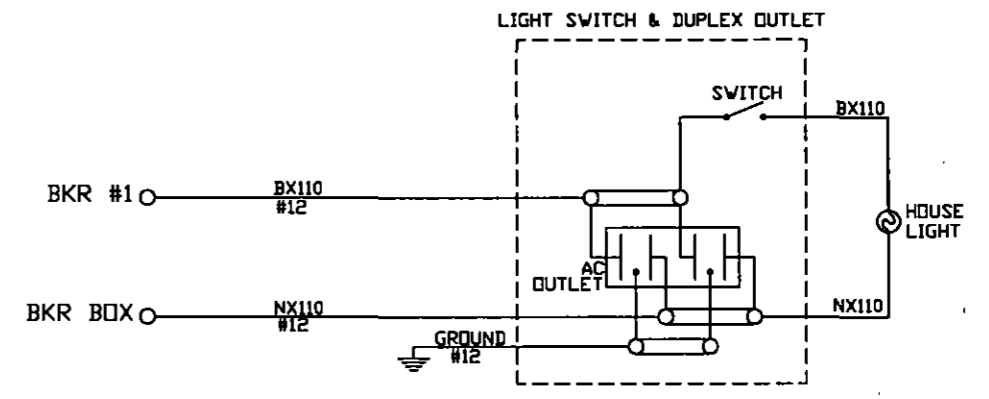 LIGHT SWITCH & DUPLEX OUTLET
SWITCH
BX110
BKR #1
BX110
#12
HOUSE
LIGHT
AC
OUTLET
BKR BOX
NX110
#12
NX110
GROUND
#12